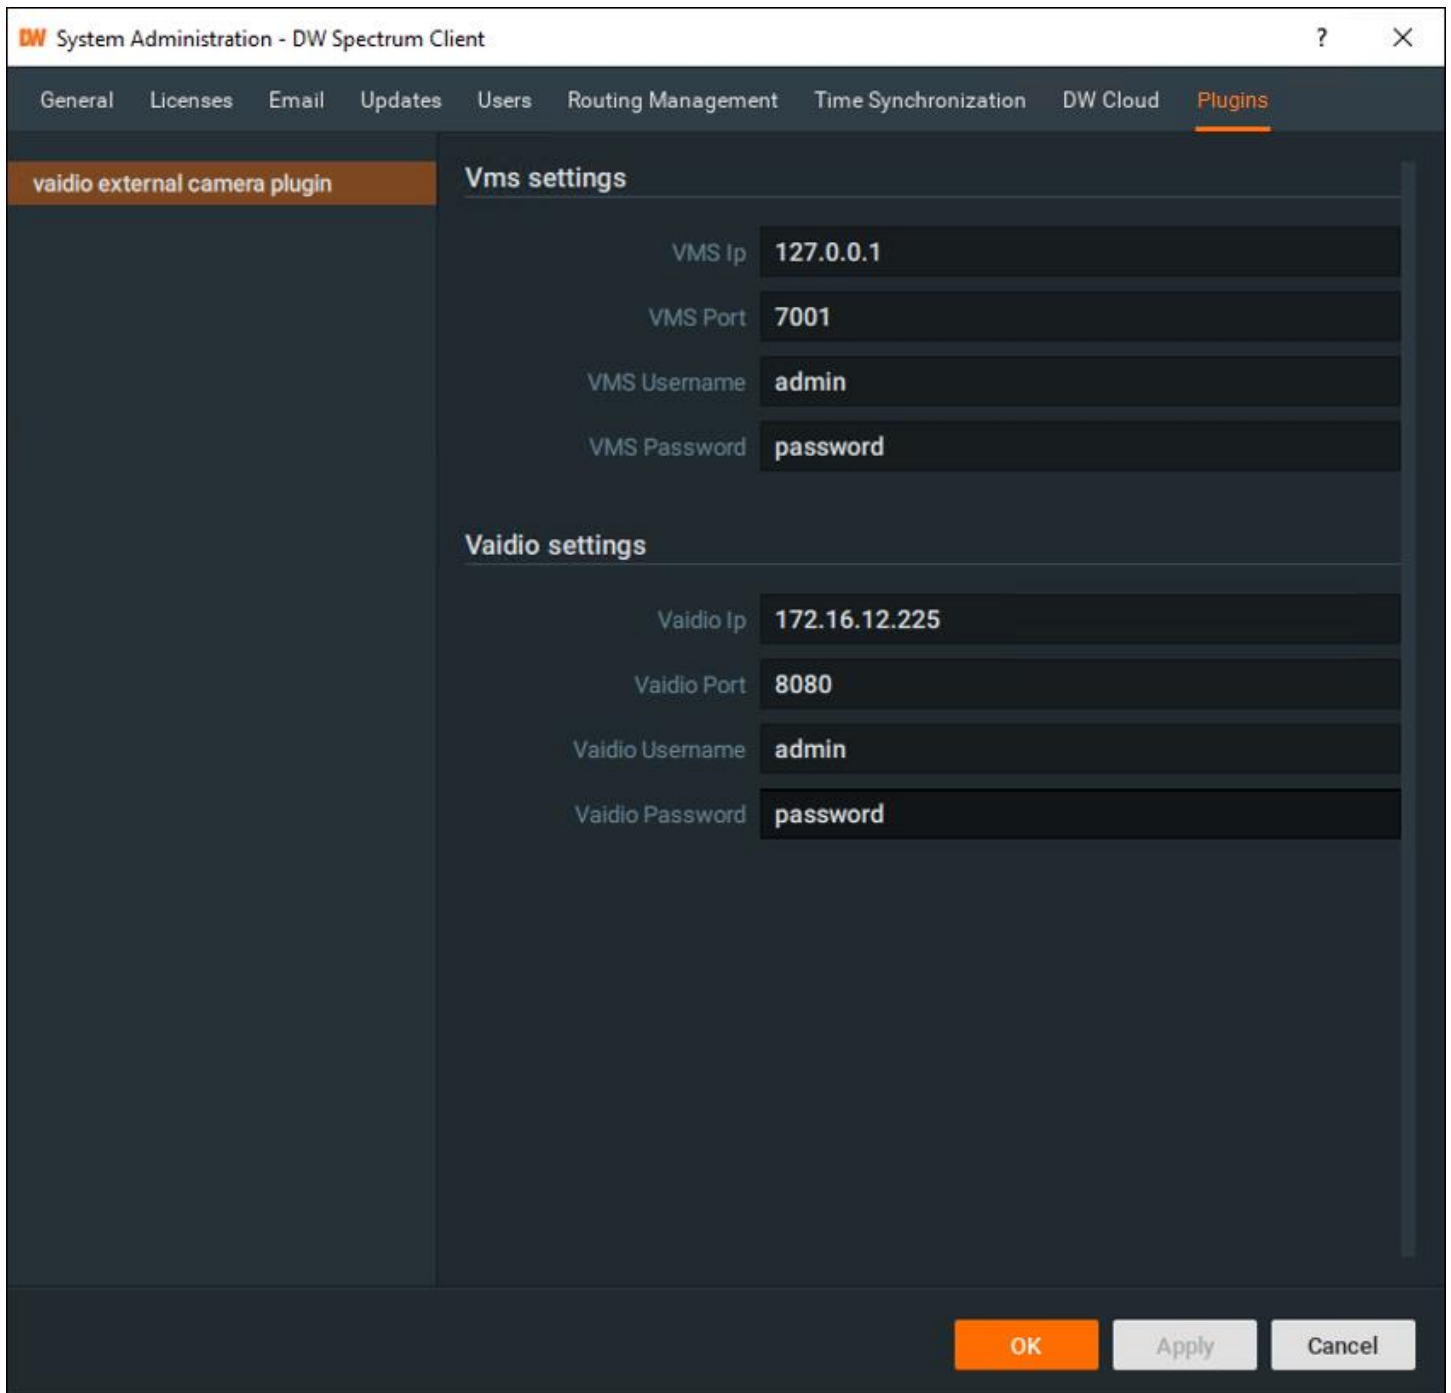 DW System Administration - DW Spectrum Client ?
General Licenses Email Updates Users Routing Management Time Synchronization DW Cloud Plugins
vaidio external camera plugin
Vms settings
VMS Ip 127.0.0.1
VMS Port 7001
VMS Username admin
VMS Password password
Vaidio settings
Vaidio Ip 172.16.12.225
Vaidio Port 8080
Vaidio Username admin
Vaidio Password password
OK Apply Cancel